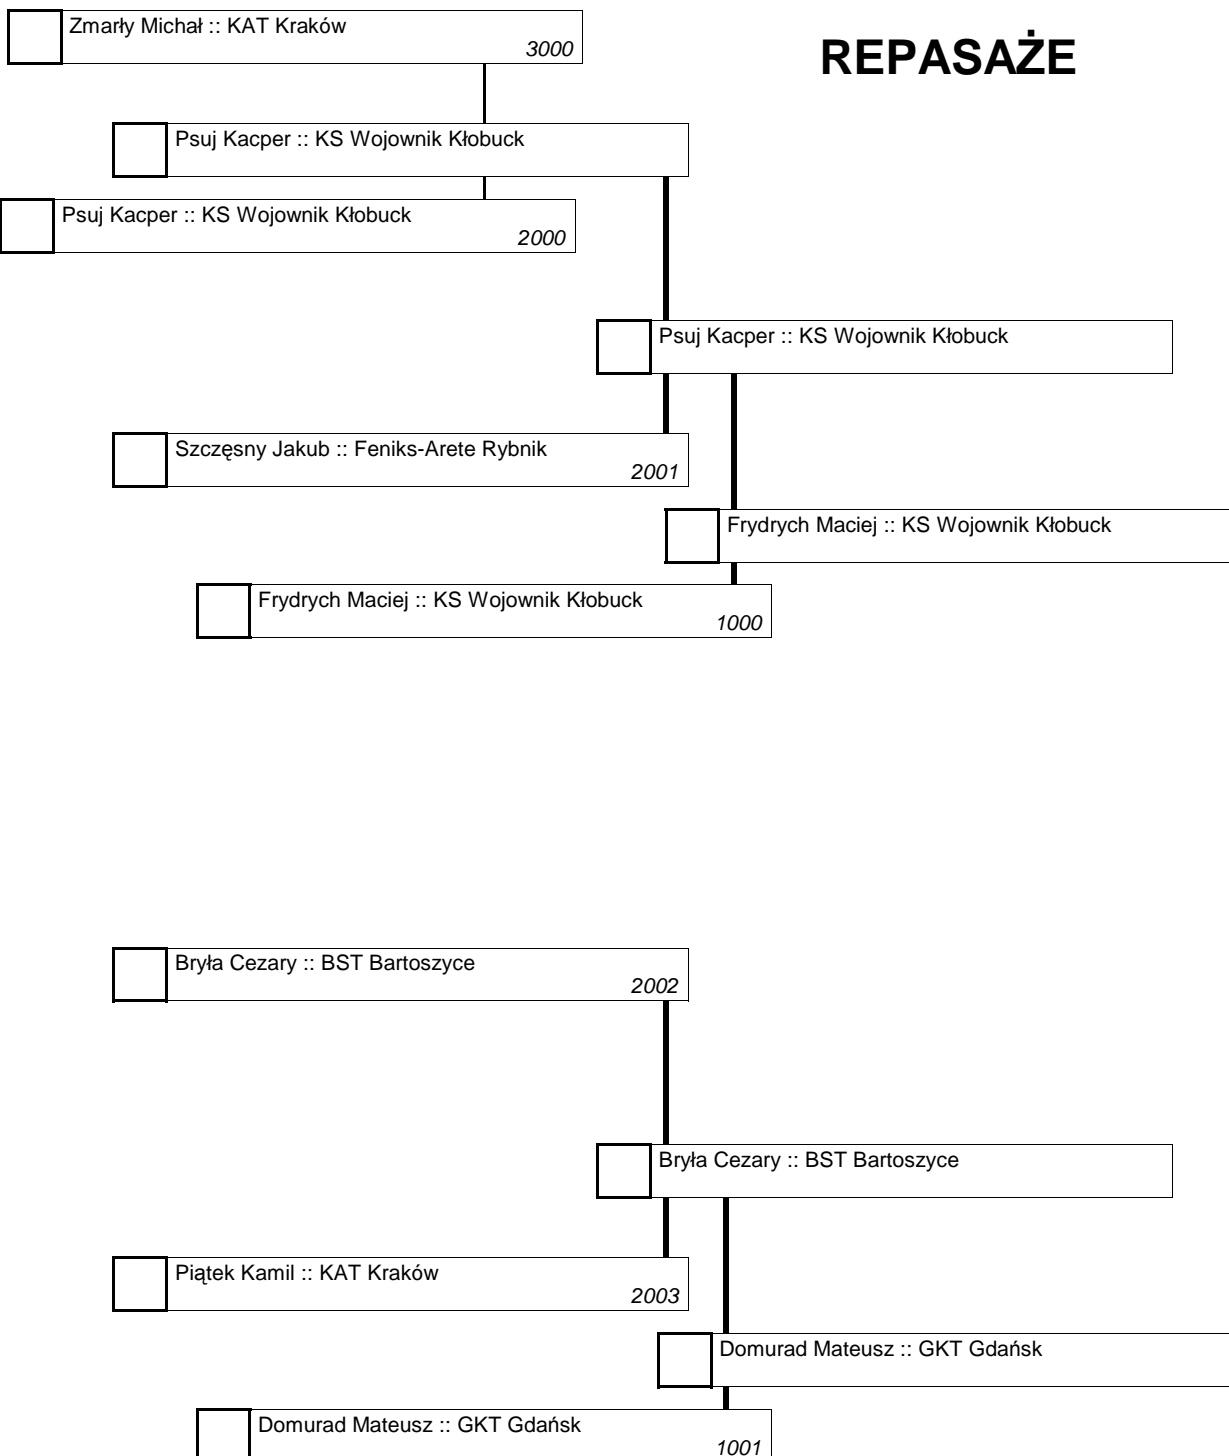 Zmarły Michał :: KAT Kraków
3000
REPASAŻE
Psuj Kacper :: KS Wojownik Kłobuck
Psuj Kacper :: KS Wojownik Kłobuck
2000
Psuj Kacper :: KS Wojownik Kłobuck
Szczęsny Jakub :: Feniks-Arete Rybnik
2001
Frydrych Maciej :: KS Wojownik Kłobuck
Frydrych Maciej :: KS Wojownik Kłobuck
1000
Bryła Cezary :: BST Bartoszyce
2002
Bryła Cezary :: BST Bartoszyce
Piątek Kamil :: KAT Kraków
2003
Domurad Mateusz :: GKT Gdańsk
Domurad Mateusz :: GKT Gdańsk
1001